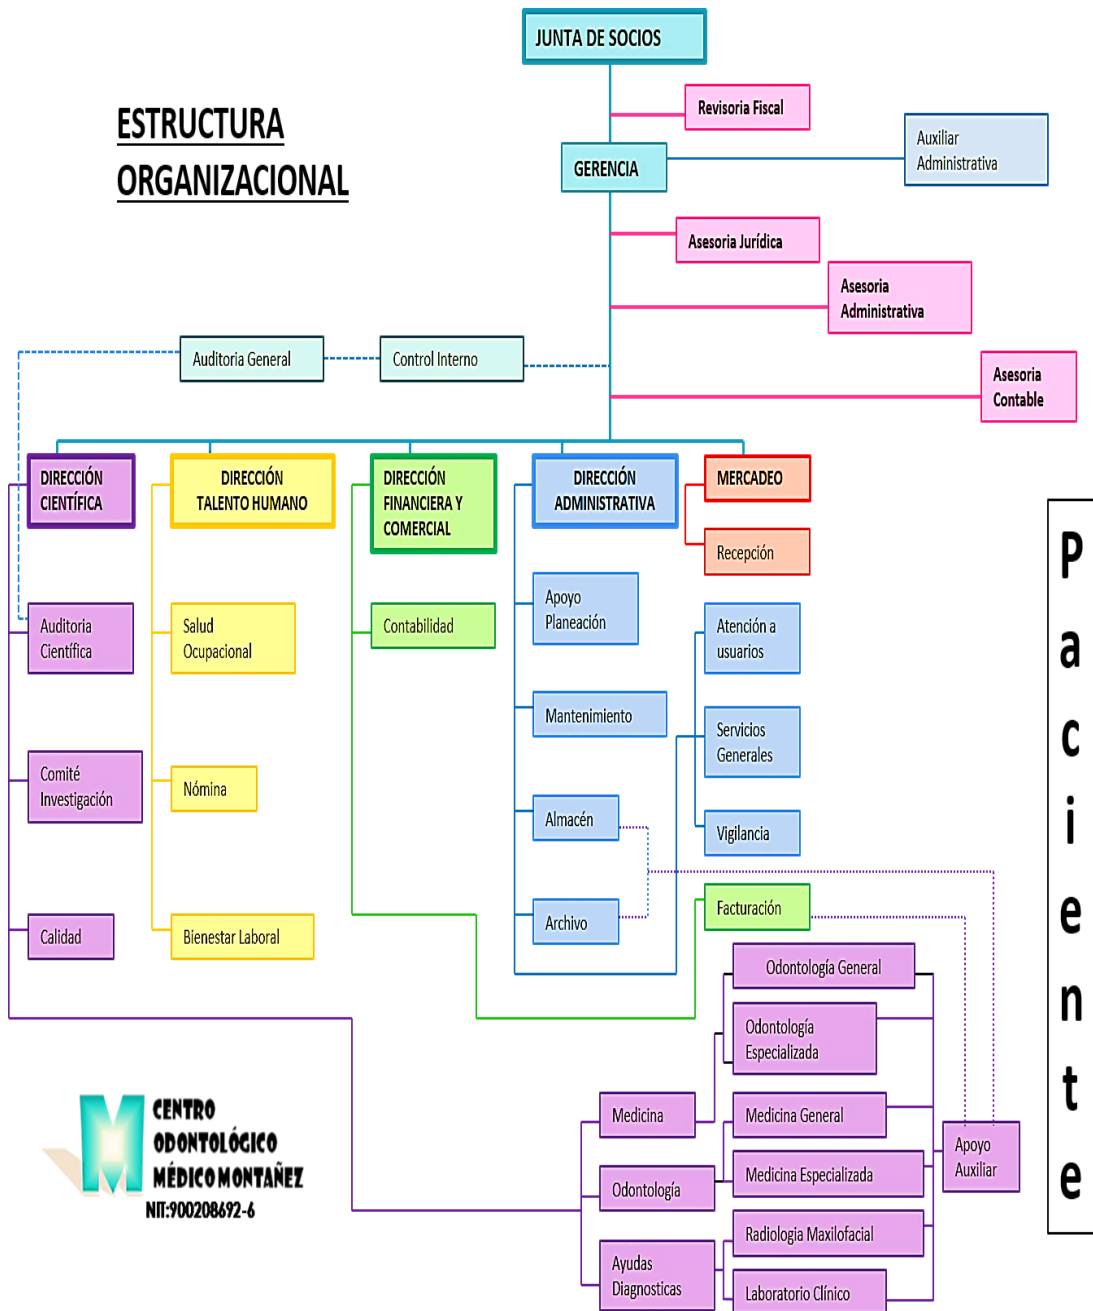 JUNTA DE SOCIOS
ESTRUCTURA
ORGANIZACIONAL
Revisoria Fiscal
Auxiliar
Administrativa
GERENCIA
Asesoria Jurídica
Asesoria
Administrativa
Auditoria General
Control Interno
Asesoria
Contable
DIRECCIÓN
CIENTÍFICA
DIRECCIÓN
TALENTO HUMANO
DIRECCIÓN
FINANCIERA Y
COMERCIAL
DIRECCIÓN
ADMINISTRATIVA
MERCADEO
Recepción
Auditoria
Científica
Salud
Ocupacional
Contabilidad
Apoyo
Planeación
Atención a
usuarios
Mantenimiento
Servicios
Generales
Comité
Investigación
Nómina
Almacén
Vigilancia
Calidad
Bienestar Laboral
Archivo
Facturación
Odontología General
Odontología
Especializada
Medicina
Medicina General
Odontología
Medicina Especializada
Apoyo
Auxiliar
Ayudas
Diagnosticas
Radiologia Maxilofacial
Laboratorio Clínico
Paciente
CENTRO
ODONTOLÓGICO
MÉDICO MONTAÑEZ
NIT:900208692-6